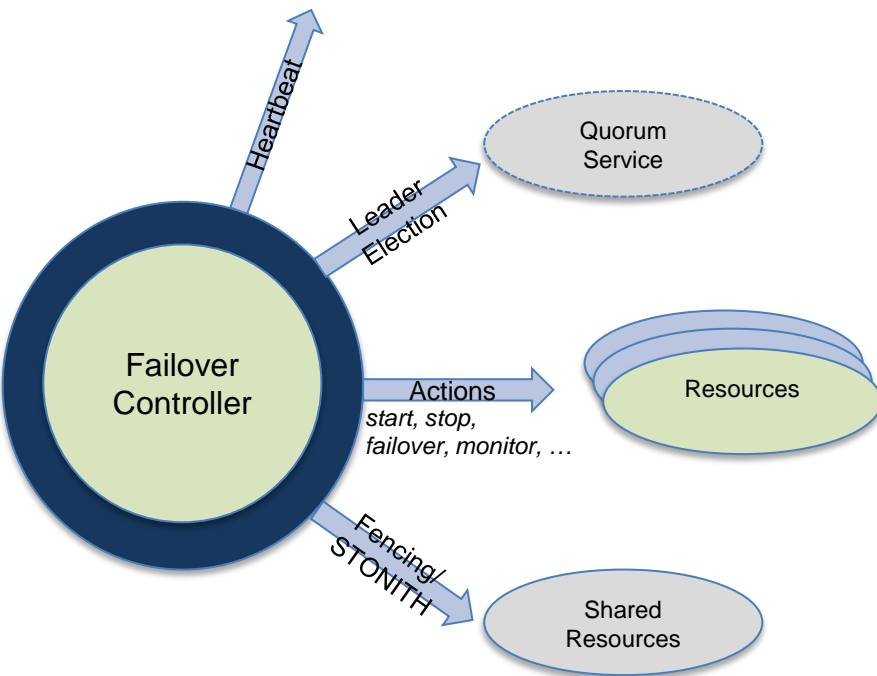 Heartbeat
Quorum
Service
Leader
Election
Failover
Controller
Actions
start, stop,
failover, monitor, …
Resources
Fencing/
STONITH
Shared
Resources